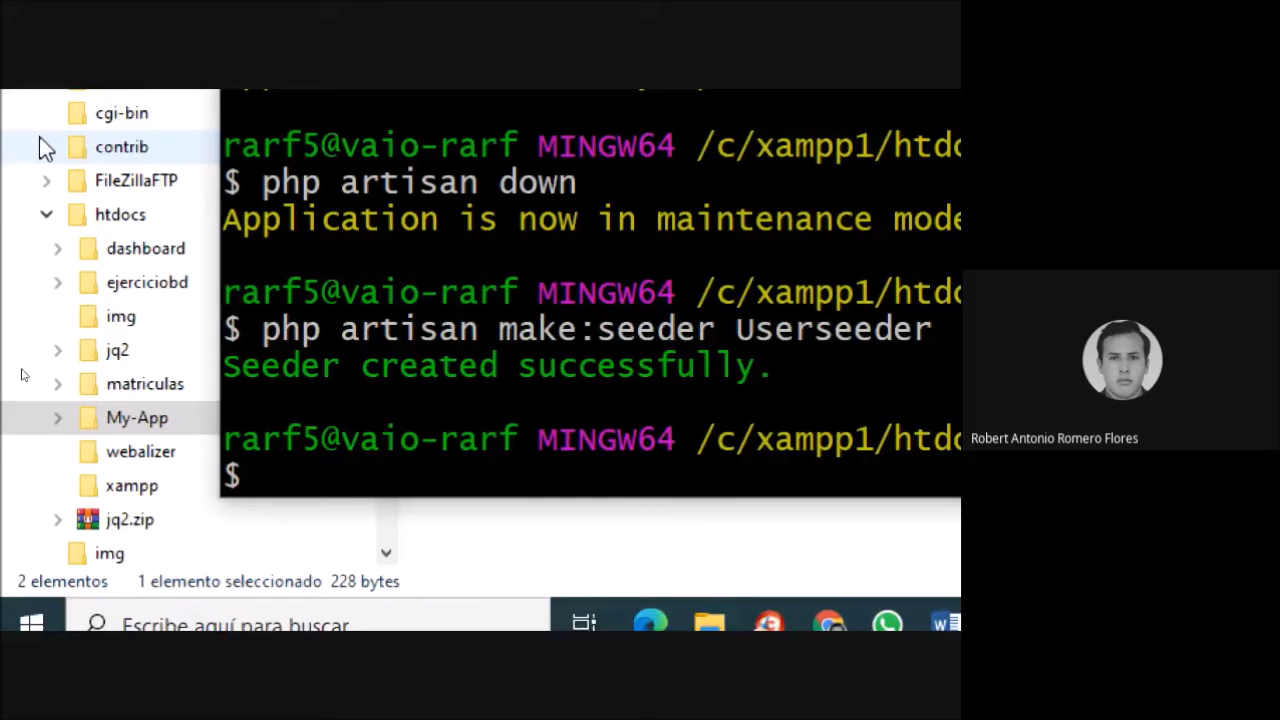 cgi-bin
contrib
FileZillaFTP
htdocs
dashboard
ejerciciobd
img
jq2
matriculas
My-App
webalizer
xampp
jq2.zip
img
2 elementos 1 elemento seleccionado 228 bytes
Escribe aquí para buscar
rarf5@vaio-rarf MINGW64 /c/xampp1/htdo
$ php artisan down
Application is now in maintenance mode
rarf5@vaio-rarf MINGW64 /c/xampp1/htdo
$ php artisan make:seeder Userseeder
Seeder created successfully.
rarf5@vaio-rarf MINGW64 /c/xampp1/htdo
$
Robert Antonio Romero Flores